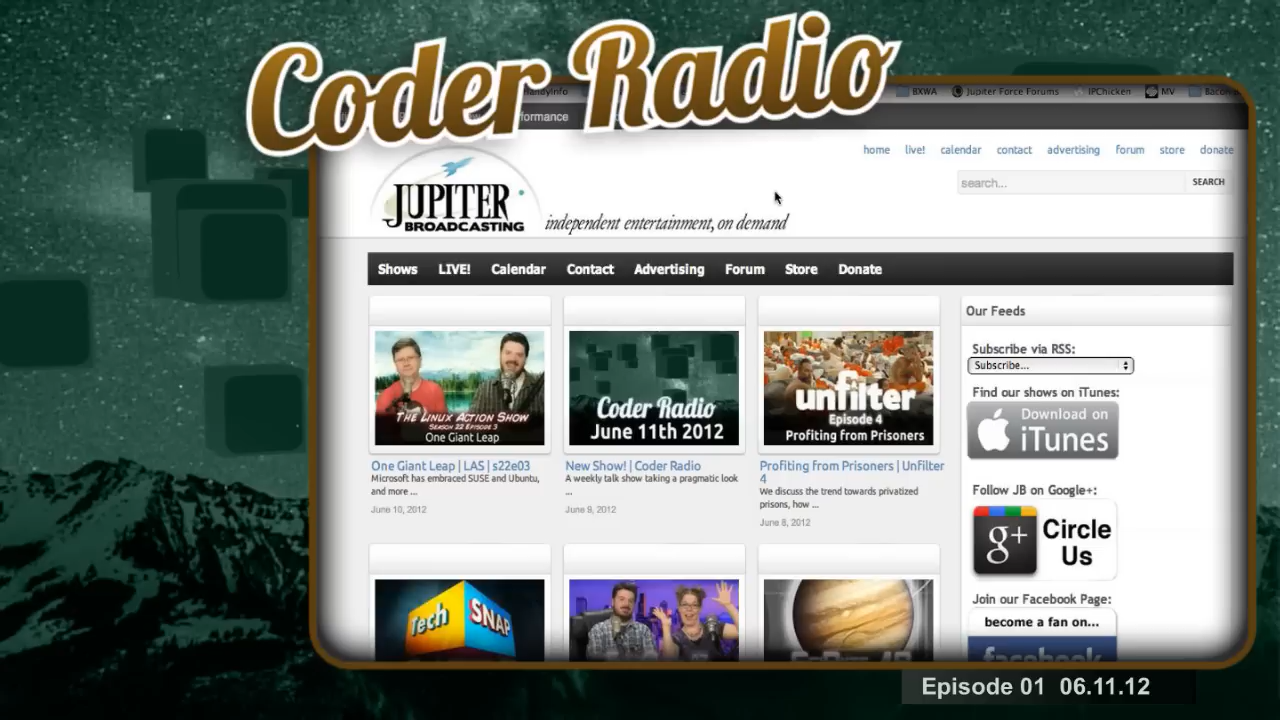 Coder Radio
BXWA
Jupiter Force Forums
IPChicken
MV
home live! calendar contact advertising forum store donate
search...
SEARCH
JUPITER
BROADCASTING
independent entertainment, on demand
Shows LIVE! Calendar Contact Advertising Forum Store Donate
THE LINUX ACTION SHOW
SEASON 22 EPISODE 3
One Giant Leap
One Giant Leap | LAS | s22e03
Microsoft has embraced SUSE and Ubuntu,
and more ...
June 10, 2012
Coder Radio
June 11th 2012
New Show! | Coder Radio
A weekly talk show taking a pragmatic look
...
June 9, 2012
unfilter
Episode 4
Profiting from Prisoners
Profiting from Prisoners | Unfilter
4
We discuss the trend towards privatized
prisons, how ...
June 8, 2012
Our Feeds
Subscribe via RSS:
Subscribe...
Find our shows on iTunes:
Download on
iTunes
Follow JB on Google+:
g+
Circle
Us
Join our Facebook Page:
become a fan on...
facebook
Tech
SNAP
Episode 01 06.11.12